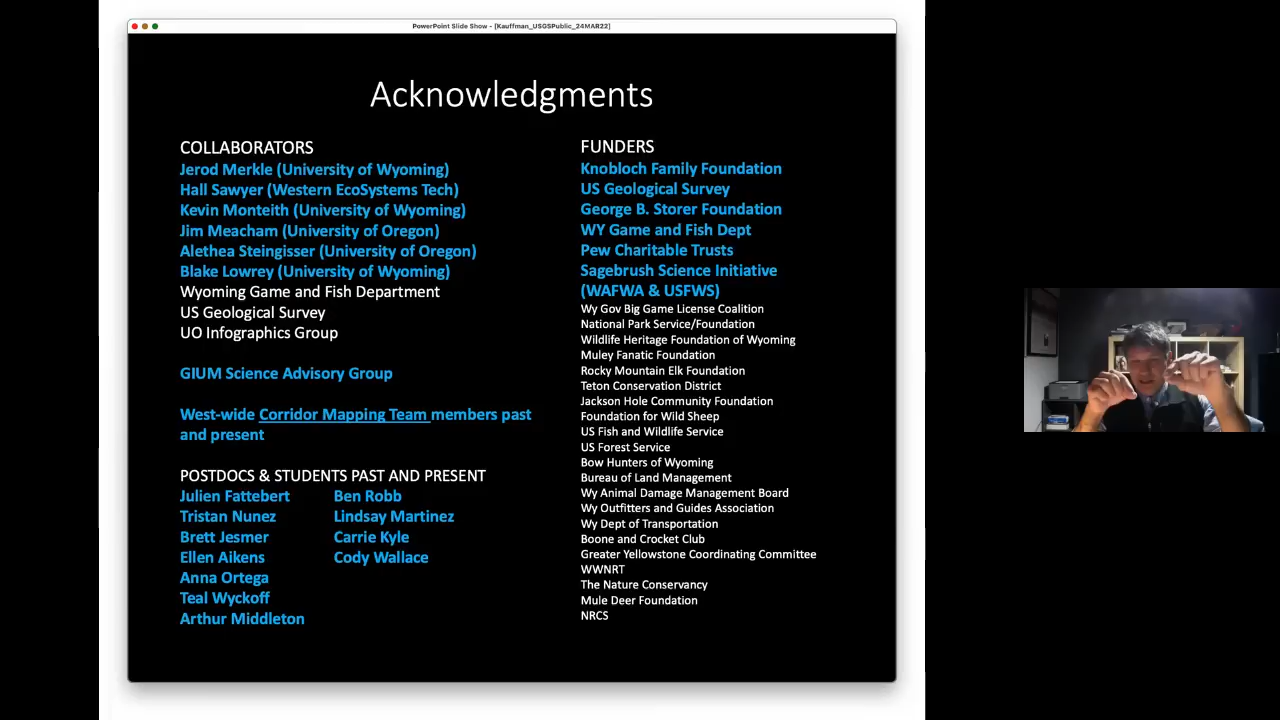 PowerPoint Slide Show - [Kauffman_USGSPublic_24MAR22]
Acknowledgments
COLLABORATORS
Jerod Merkle (University of Wyoming)
Hall Sawyer (Western EcoSystems Tech)
Kevin Monteith (University of Wyoming)
Jim Meacham (University of Oregon)
Alethea Steingisser (University of Oregon)
Blake Lowrey (University of Wyoming)
Wyoming Game and Fish Department
US Geological Survey
UO Infographics Group
GIUM Science Advisory Group
West-wide Corridor Mapping Team members past
and present
POSTDOCS & STUDENTS PAST AND PRESENT
Julien Fattebert
Tristan Nunez
Brett Jesmer
Ellen Aikens
Anna Ortega
Teal Wyckoff
Arthur Middleton
Ben Robb
Lindsay Martinez
Carrie Kyle
Cody Wallace
FUNDERS
Knobloch Family Foundation
US Geological Survey
George B. Storer Foundation
WY Game and Fish Dept
Pew Charitable Trusts
Sagebrush Science Initiative
(WAFWA & USFWS)
Wy Gov Big Game License Coalition
National Park Service/Foundation
Wildlife Heritage Foundation of Wyoming
Muley Fanatic Foundation
Rocky Mountain Elk Foundation
Teton Conservation District
Jackson Hole Community Foundation
Foundation for Wild Sheep
US Fish and Wildlife Service
US Forest Service
Bow Hunters of Wyoming
Bureau of Land Management
Wy Animal Damage Management Board
Wy Outfitters and Guides Association
Wy Dept of Transportation
Boone and Crocket Club
Greater Yellowstone Coordinating Committee
WWNRT
The Nature Conservancy
Mule Deer Foundation
NRCS